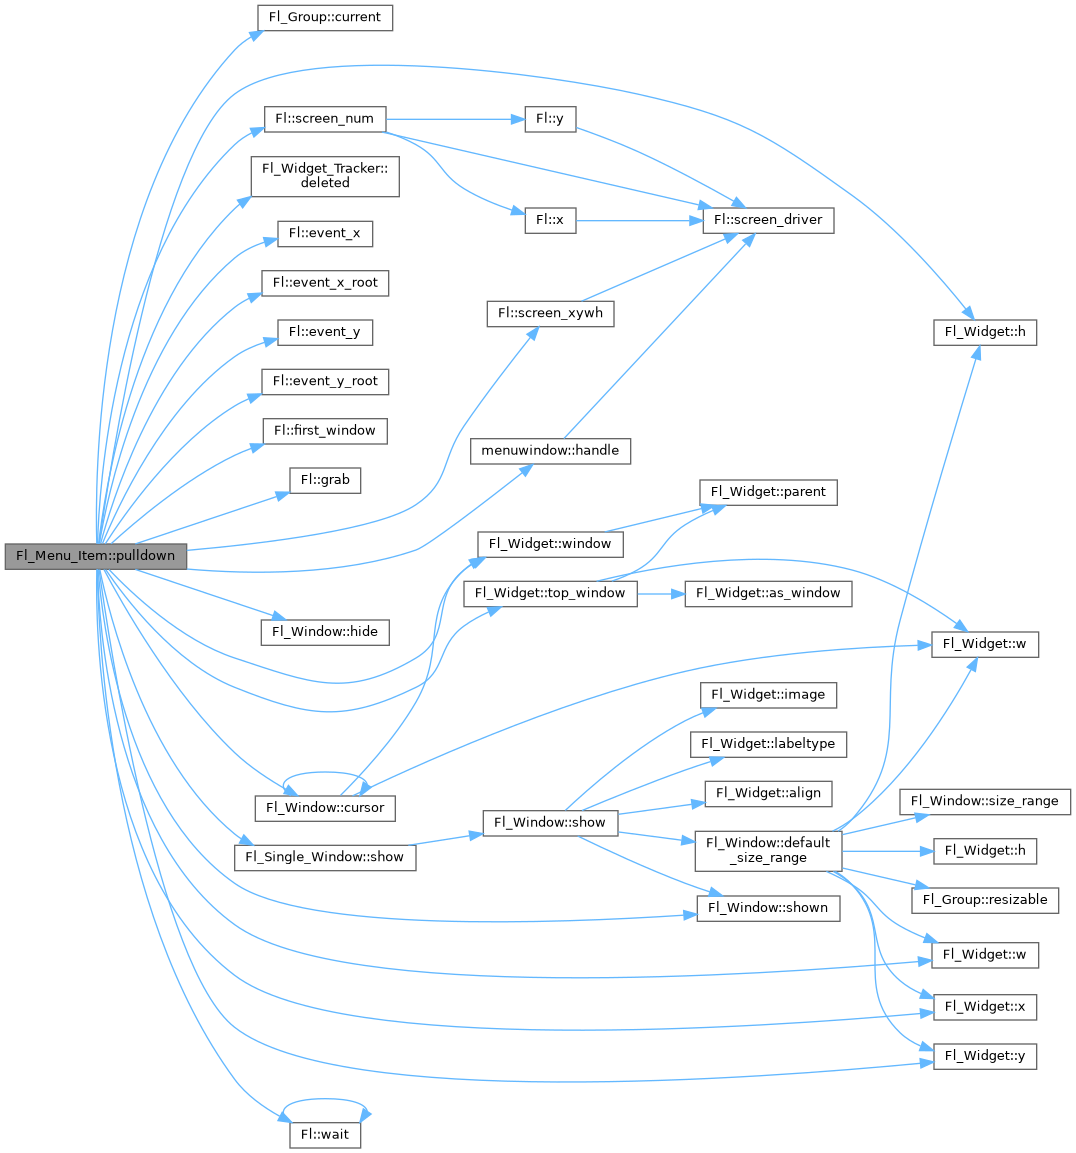 Fl_Group::current
Fl::screen_num
Fl::y
Fl_Widget_Tracker::
deleted
Fl::x
Fl::screen_driver
Fl::event_x
Fl::event_x_root
Fl::screen_xywh
Fl::event_y
Fl_Widget::h
Fl::event_y_root
Fl::first_window
menuwindow::handle
Fl::grab
Fl_Widget::parent
Fl_Menu_Item::pulldown
Fl_Widget::window
Fl_Widget::top_window
Fl_Widget::as_window
Fl_Window::hide
Fl_Widget::w
Fl_Widget::image
Fl_Widget::labeltype
Fl_Widget::align
Fl_Window::cursor
Fl_Window::show
Fl_Window::size_range
Fl_Single_Window::show
Fl_Window::default
_size_range
Fl_Widget::h
Fl_Group::resizable
Fl_Window::shown
Fl_Widget::w
Fl_Widget::x
Fl_Widget::y
Fl::wait